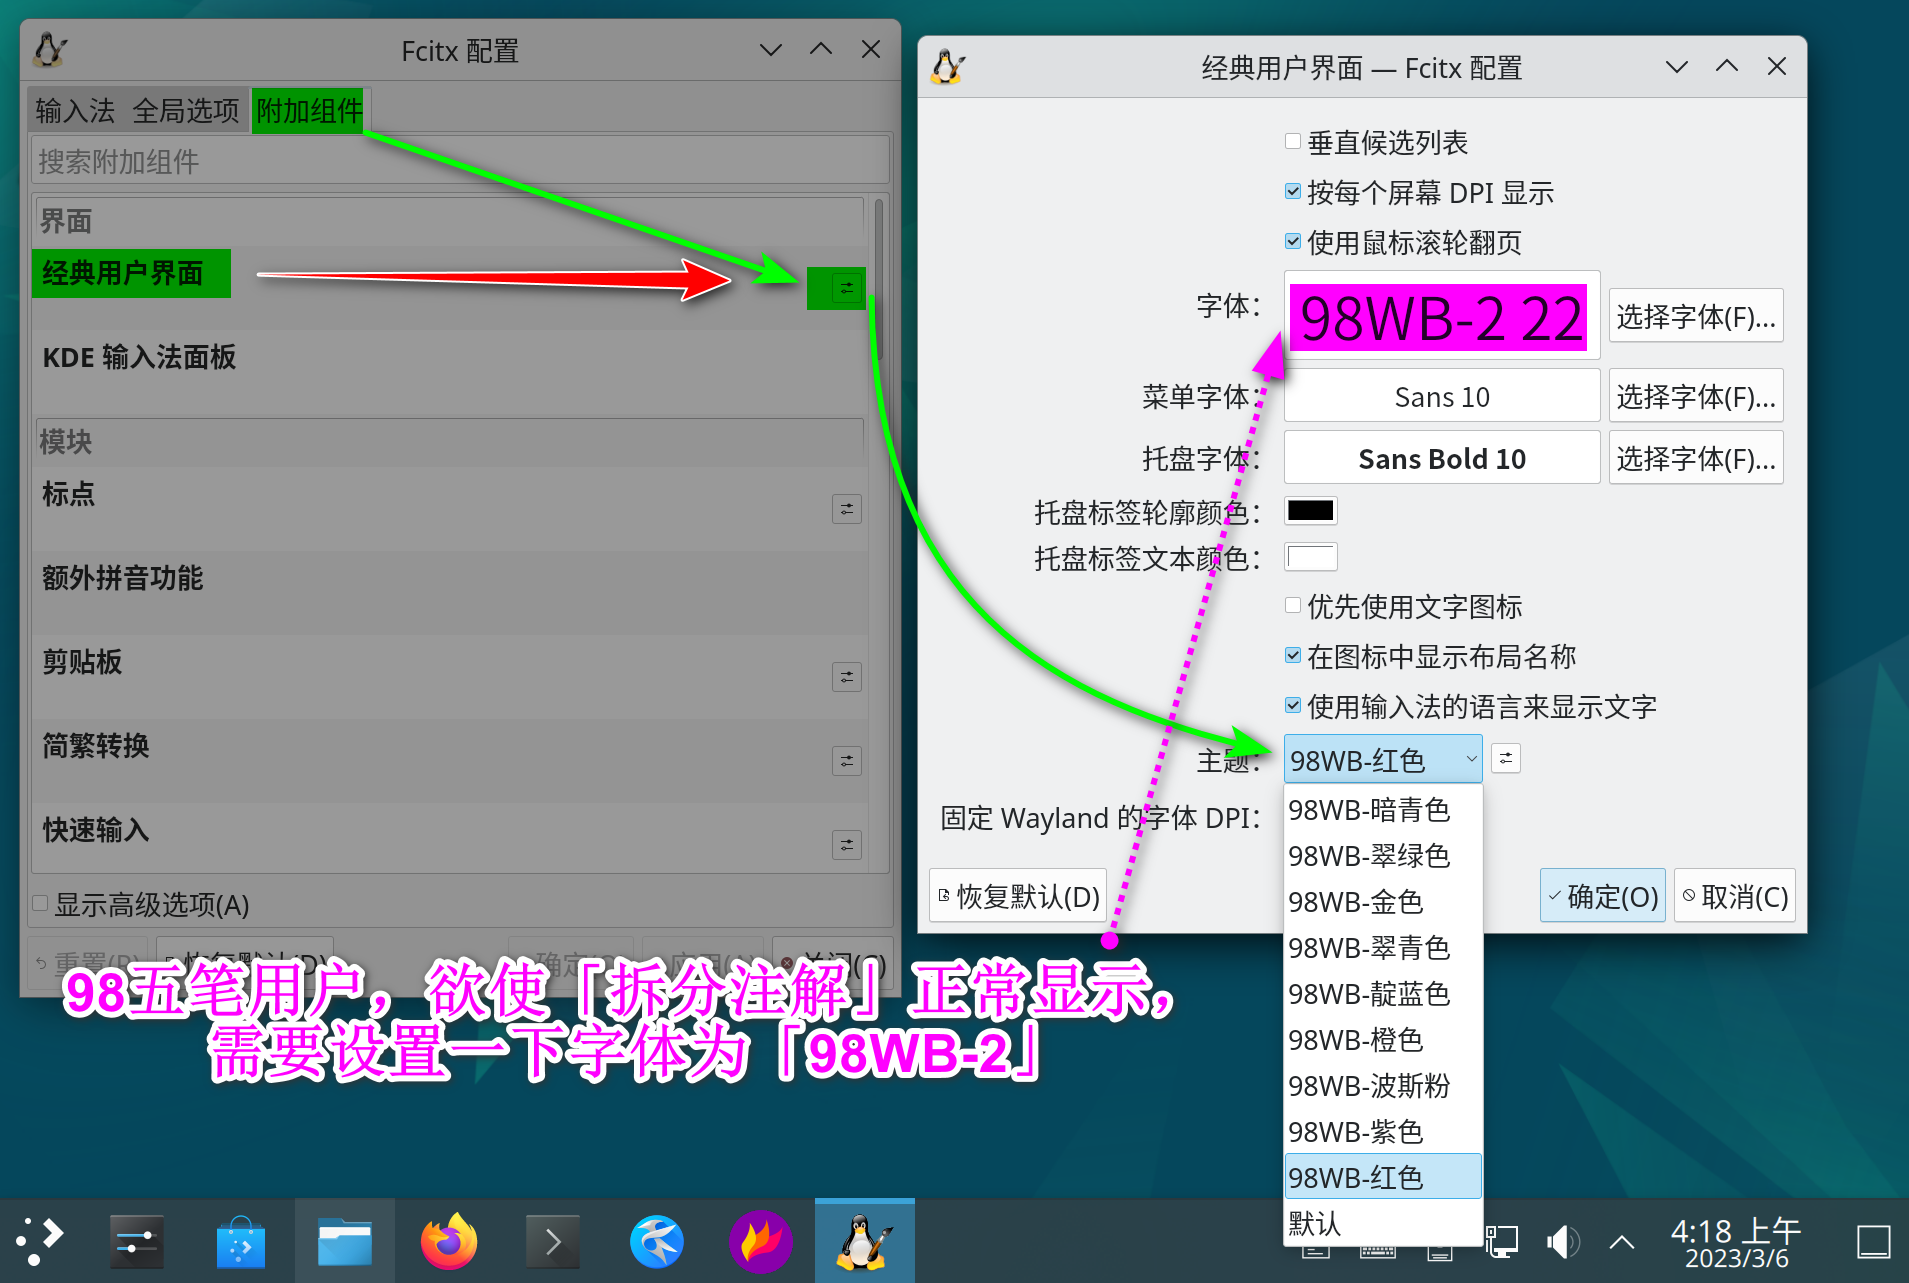 Fcitx 配置
输入法 全局选项 附加组件
搜索附加组件
界面
经典用户界面
KDE 输入法面板
模块
标点
额外拼音功能
剪贴板
简繁转换
快速输入
显示高级选项(A)
经典用户界面 — Fcitx 配置
垂直候选列表
按每个屏幕 DPI 显示
使用鼠标滚轮翻页
字体： 98WB-2 22 选择字体(F)...
菜单字体： Sans 10 选择字体(F)...
托盘字体： Sans Bold 10 选择字体(F)...
托盘标签轮廓颜色：
托盘标签文本颜色：
优先使用文字图标
在图标中显示布局名称
使用输入法的语言来显示文字
主题： 98WB-红色
固定 Wayland 的字体 DPI：
98WB-暗青色
98WB-翠绿色
98WB-金色
98WB-翠青色
98WB-靛蓝色
98WB-橙色
98WB-波斯粉
98WB-紫色
98WB-红色
默认
恢复默认(D) 确定(O) 取消(C)
98五笔用户，欲使「拆分注解」正常显示，
需要设置一下字体为「98WB-2」
4:18 上午
2023/3/6